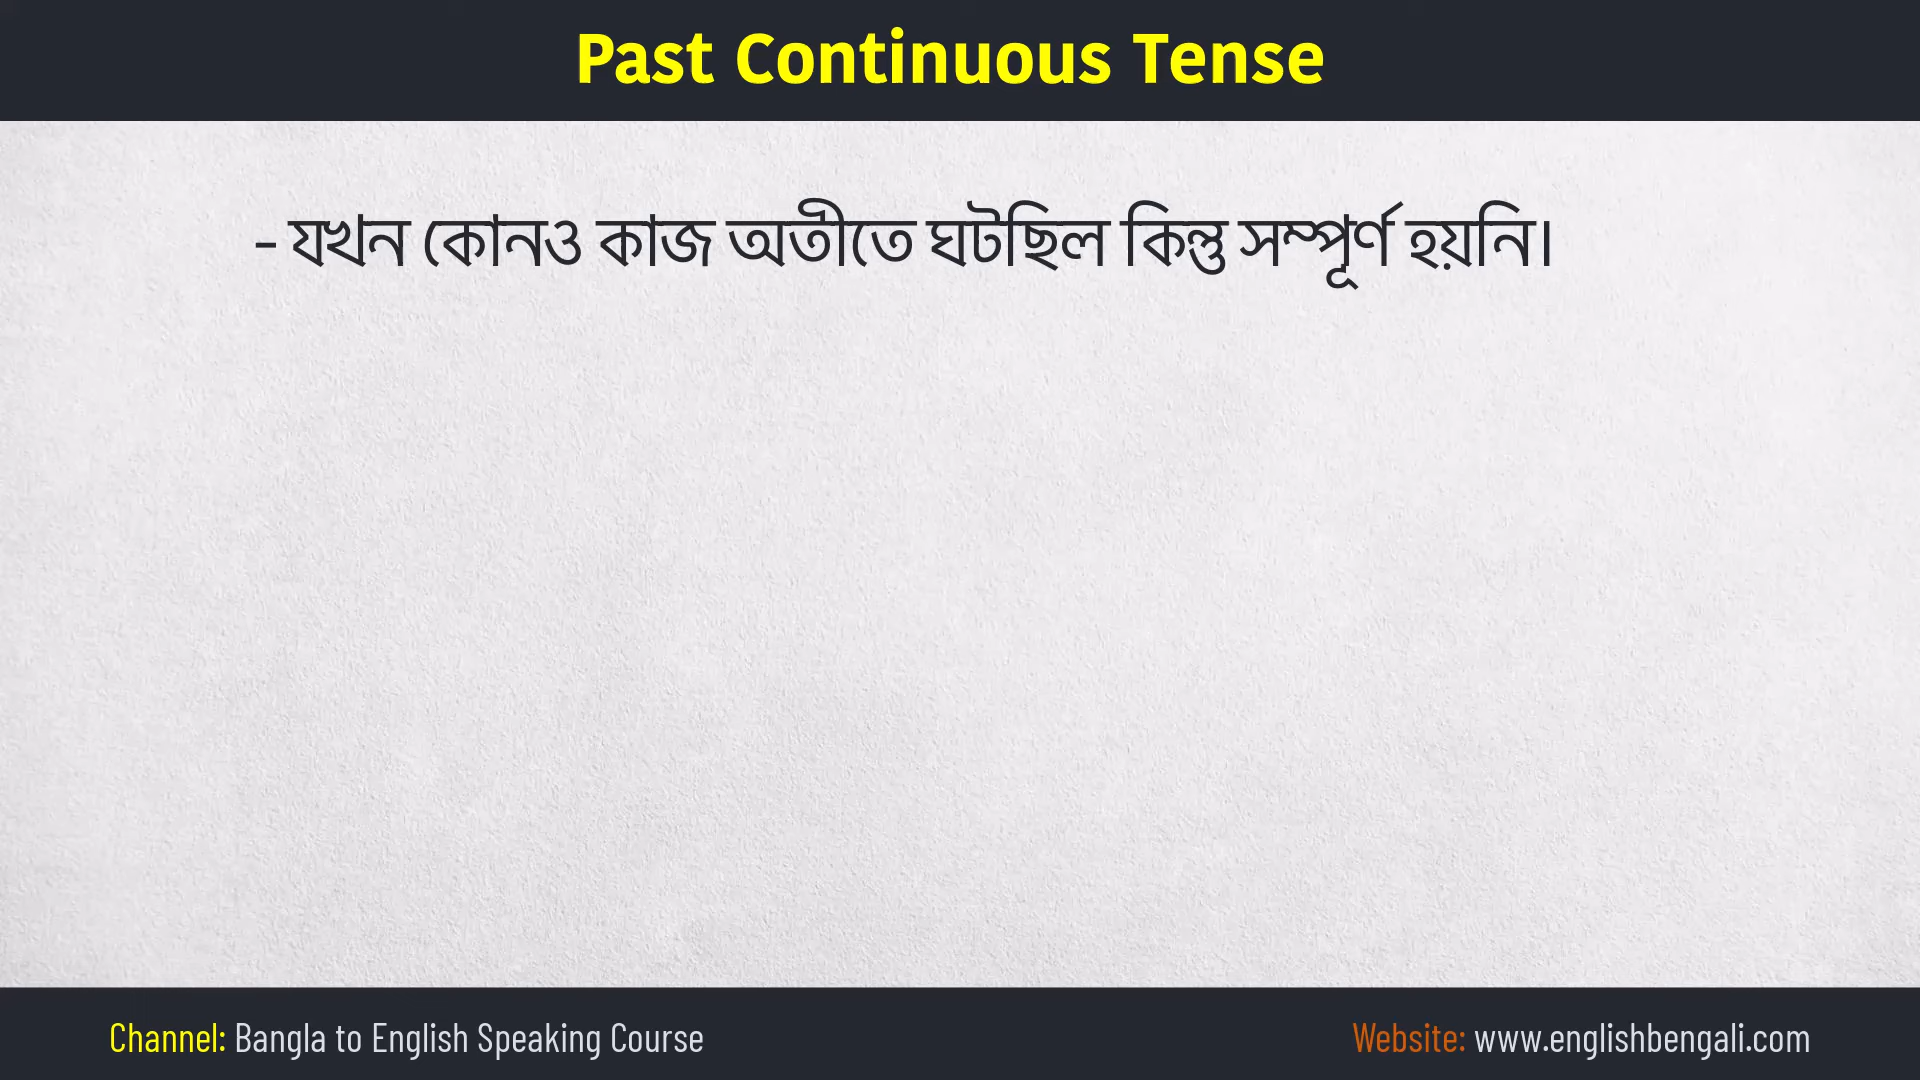 Past Continuous Tense
- যখন কোনও কাজ অতীতে ঘটছিল কিন্তু সম্পূর্ণ হয়নি।
Channel: Bangla to English Speaking Course
Website: www.englishbengali.com